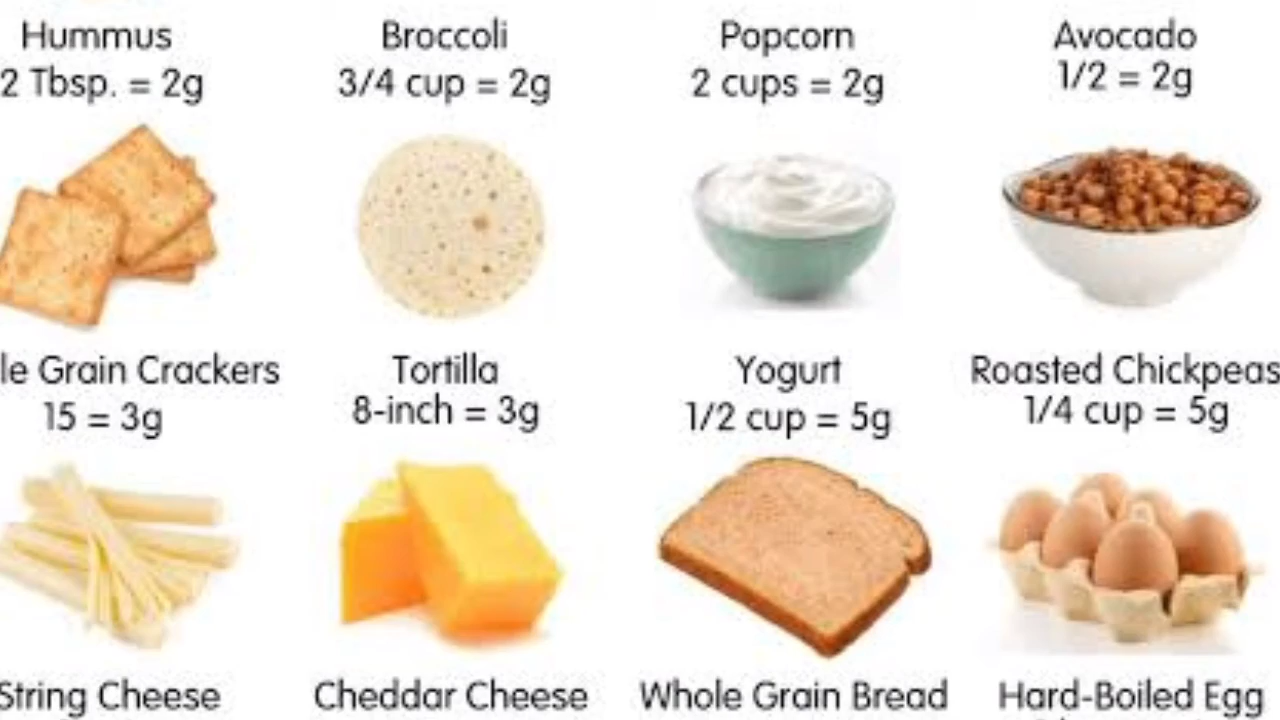 Hummus
2 Tbsp. = 2g
Broccoli
3/4 cup = 2g
Popcorn
2 cups = 2g
Avocado
1/2 = 2g
le Grain Crackers
15 = 3g
Tortilla
8-inch = 3g
Yogurt
1/2 cup = 5g
Roasted Chickpeas
1/4 cup = 5g
String Cheese
Cheddar Cheese
Whole Grain Bread
Hard-Boiled Egg